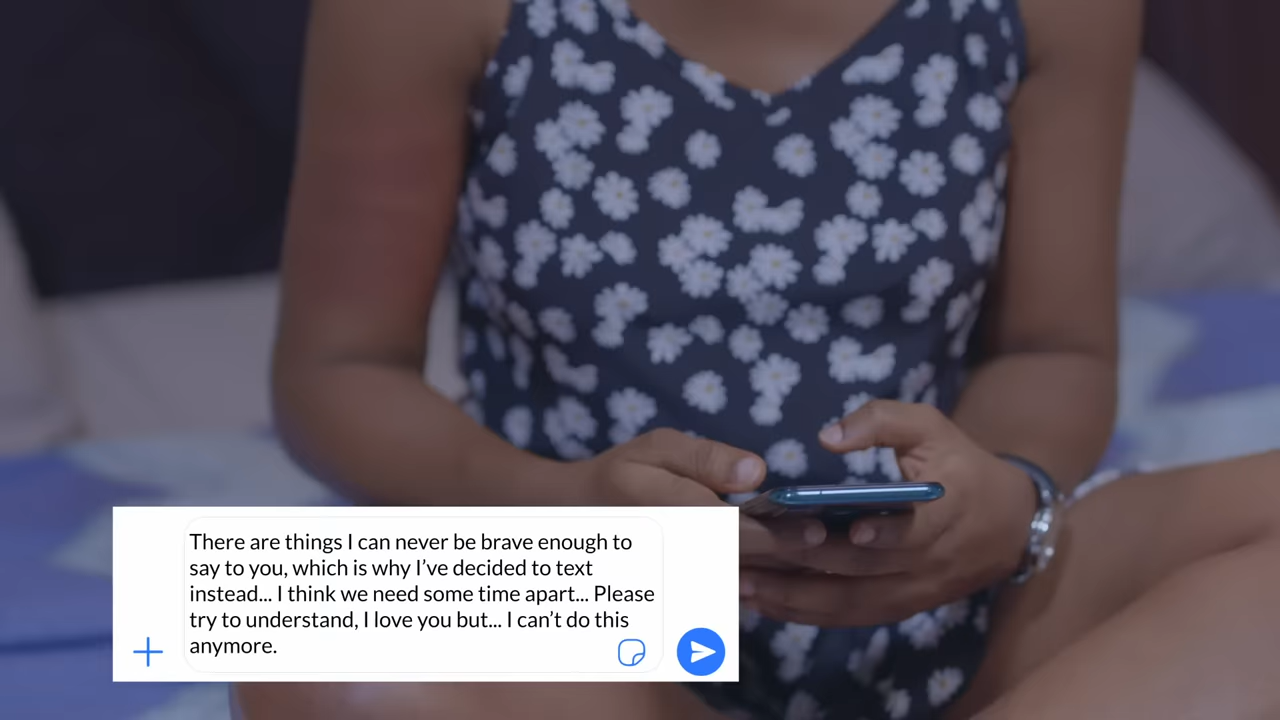 There are things I can never be brave enough to
say to you, which is why I’ve decided to text
instead... I think we need some time apart... Please
try to understand, I love you but... I can’t do this
anymore.